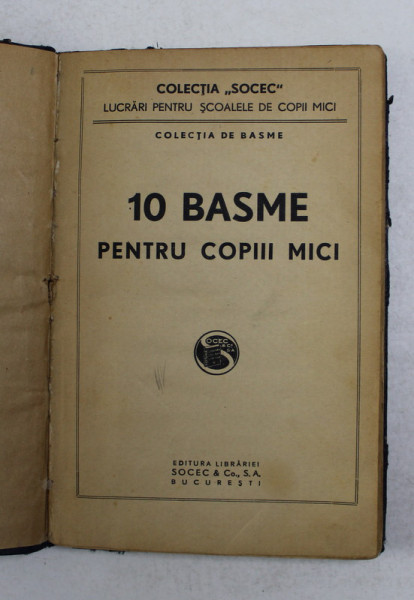 COLECȚIA „SOCEC"
LUCRĂRI PENTRU ȘCOALELE DE COPII MICI
COLECȚIA DE BASME
10 BASME
PENTRU COPIII MICI
SOCEC
EDITURA LIBRĂRIEI
SOCEC & Co., S.A.
BUCUREȘTI